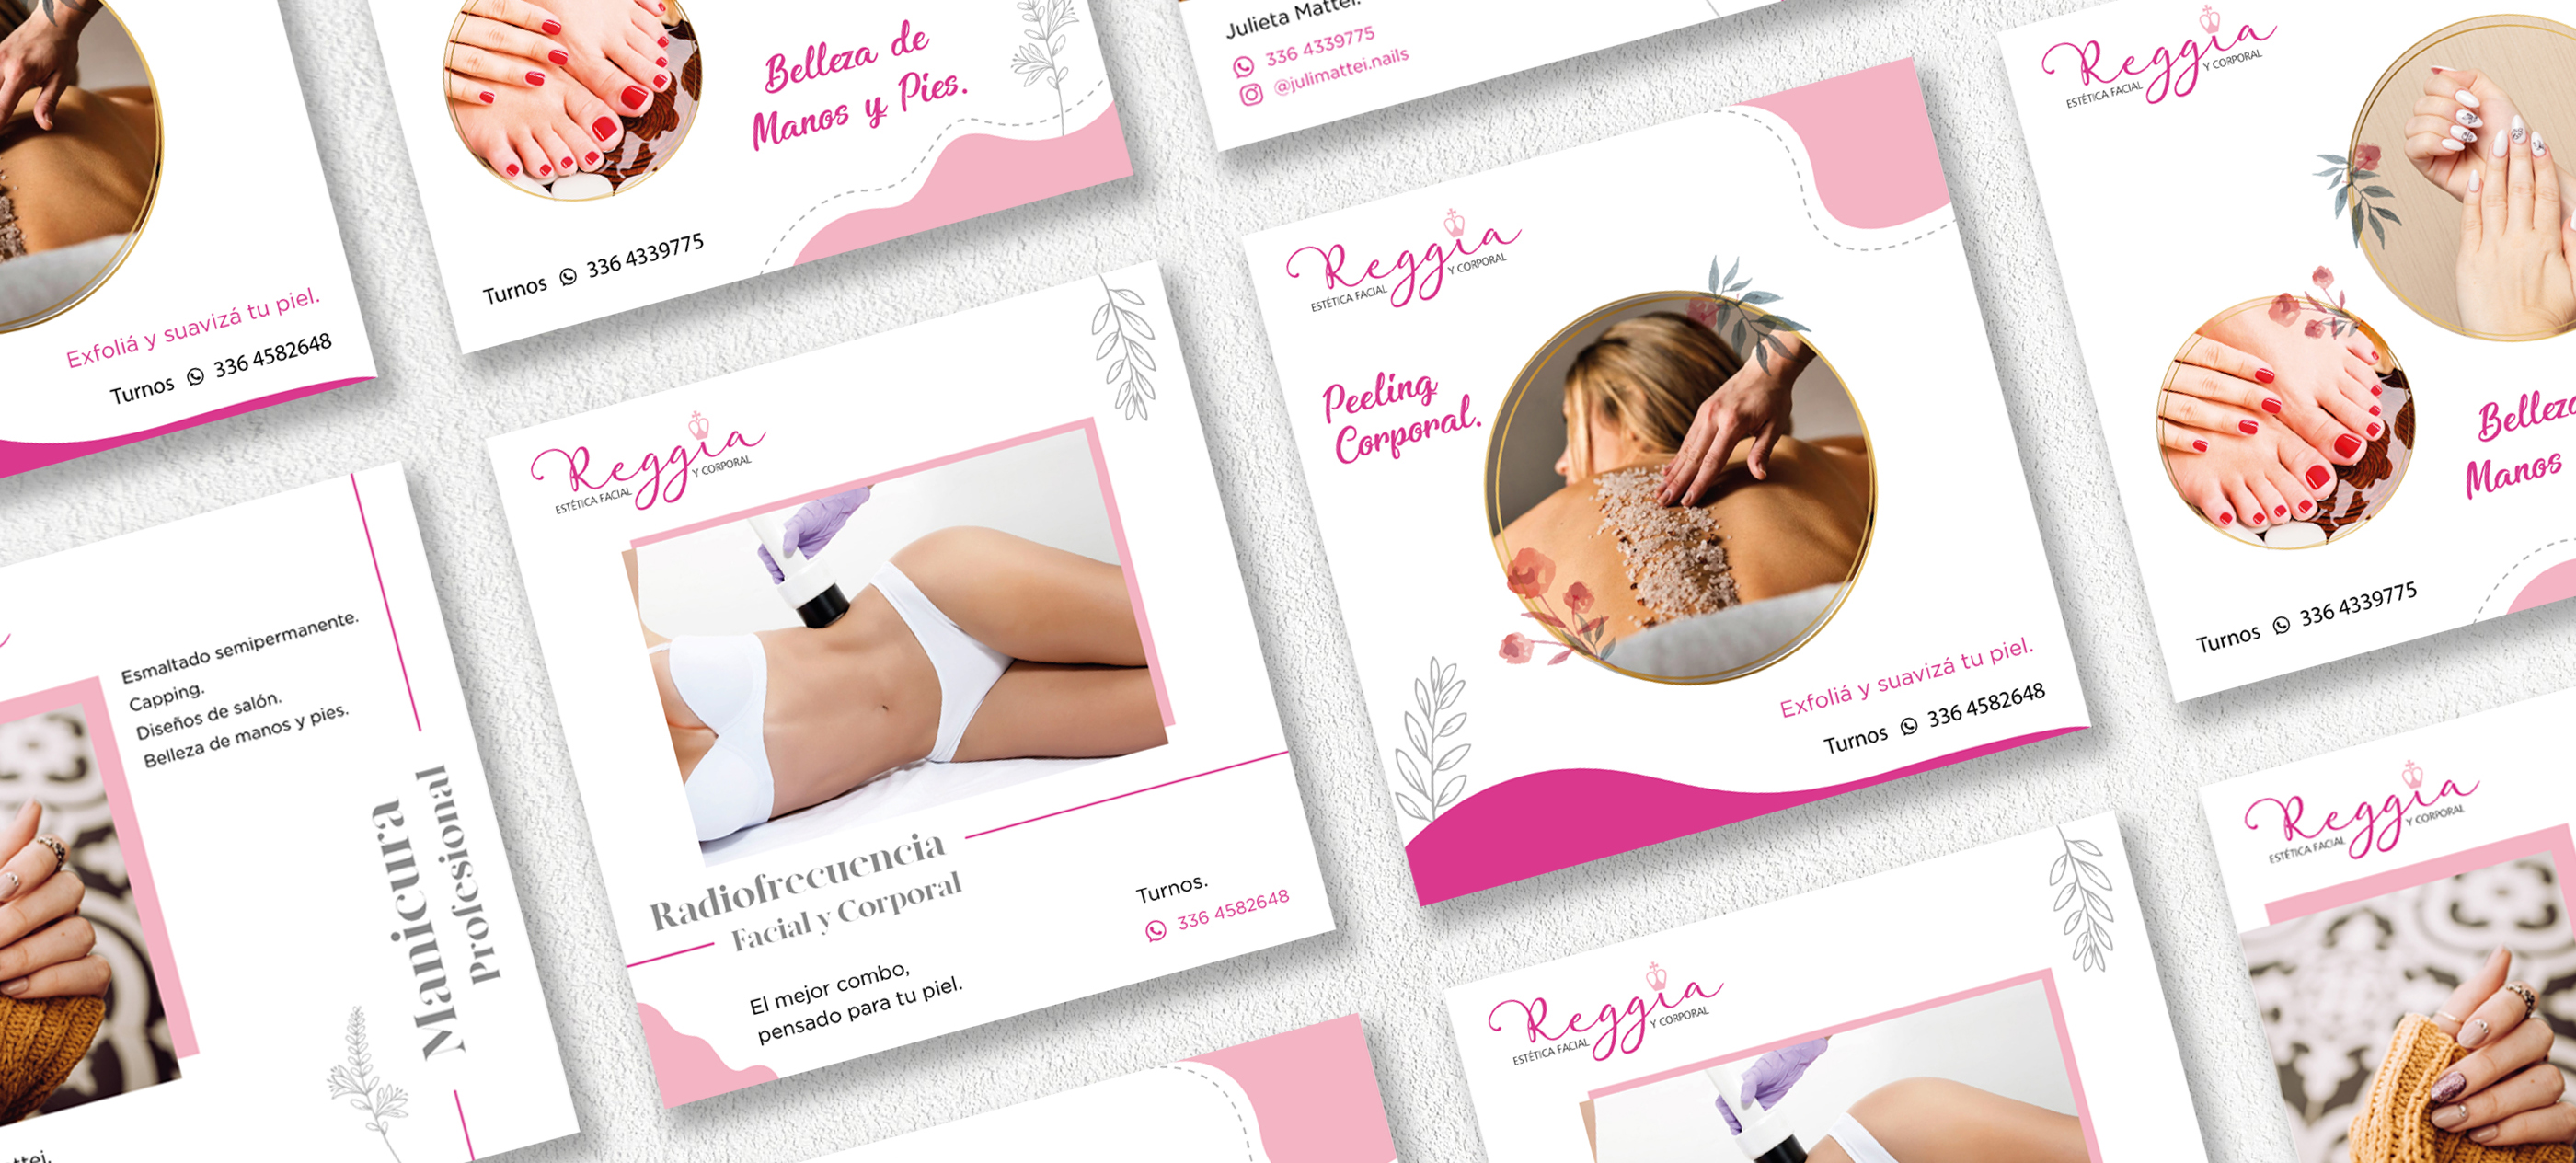 Exfoliá y suavizá tu piel.
Turnos 336 4582648
Belleza de
Manos y Pies.
Turnos 336 4339775
Julieta Mattei.
336 4339775
@julimattei.nails
Reggia
ESTÉTICA FACIAL Y CORPORAL
Belleza
Manos
Turnos 336 4339775
Reggia
ESTÉTICA FACIAL Y CORPORAL
Peeling
Corporal.
Exfoliá y suavizá tu piel.
Turnos 336 4582648
Reggia
ESTÉTICA FACIAL Y CORPORAL
Radiofrecuencia
Facial y Corporal
El mejor combo,
pensado para tu piel.
Turnos.
336 4582648
Esmaltado semipermanente.
Capping.
Diseños de salón.
Belleza de manos y pies.
Manicura
Profesional
Reggia
ESTÉTICA FACIAL Y CORPORAL
Reggia
ESTÉTICA FACIAL Y CORPORAL